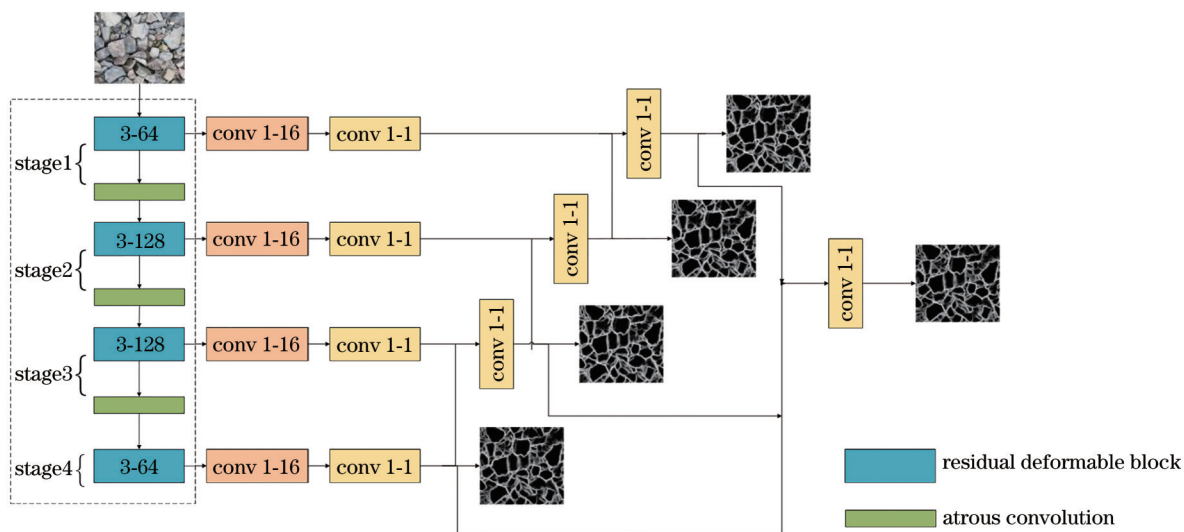 conv 1-1
3-64
conv 1-16
conv 1-1
stage1
conv 1-1
3-128
conv 1-16
conv 1-1
conv 1-1
stage2
conv 1-1
3-128
conv 1-16
conv 1-1
stage3
3-64
conv 1-16
conv 1-1
stage4
residual deformable block
atrous convolution